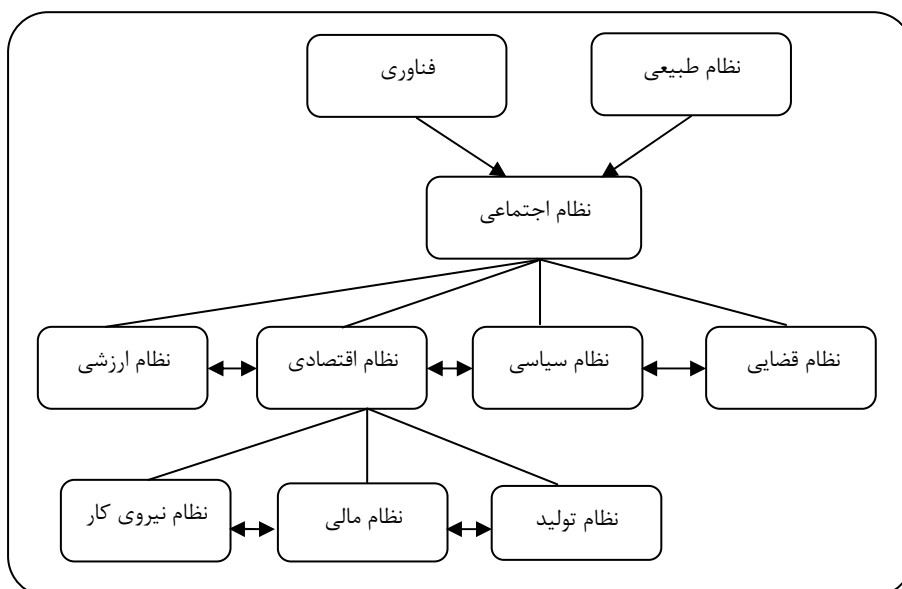 نظام طبیعی
فناوری
نظام اجتماعی
نظام قضایی
نظام سیاسی
نظام اقتصادی
نظام ارزشی
نظام تولید
نظام مالی
نظام نیروی کار